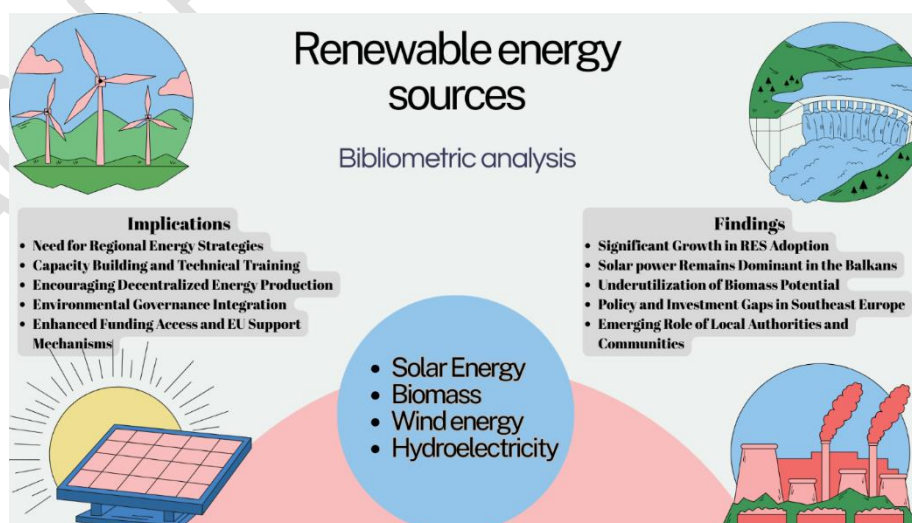 Renewable energy
sources
Bibliometric analysis
Implications
• Need for Regional Energy Strategies
• Capacity Building and Technical Training
• Encouraging Decentralized Energy Production
• Environmental Governance Integration
• Enhanced Funding Access and EU Support
Mechanisms
Findings
• Significant Growth in RES Adoption
• Solar power Remains Dominant in the Balkans
• Underutilization of Biomass Potential
• Policy and Investment Gaps in Southeast Europe
• Emerging Role of Local Authorities and
Communities
• Solar Energy
• Biomass
• Wind energy
• Hydroelectricity